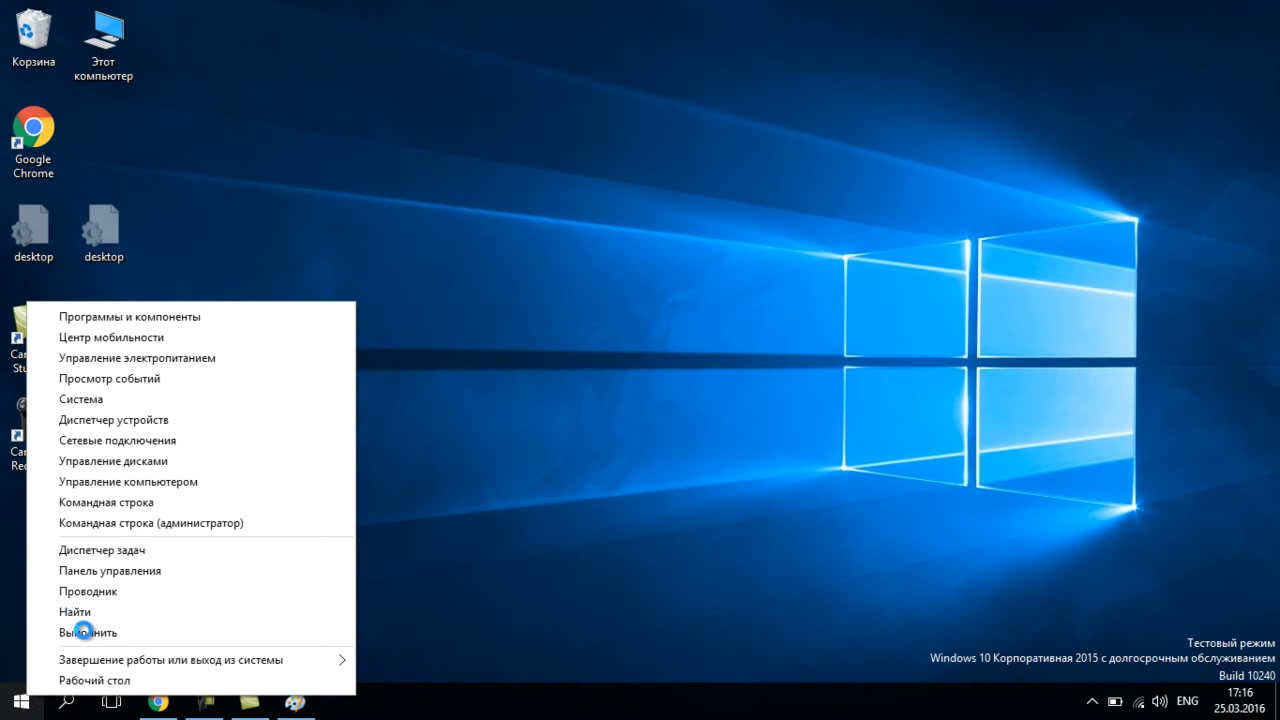 Корзина
Этот
компьютер
Google
Chrome
desktop
desktop
Программы и компоненты
Центр мобильности
Управление электропитанием
Просмотр событий
Система
Диспетчер устройств
Сетевые подключения
Управление дисками
Управление компьютером
Командная строка
Командная строка (администратор)
Диспетчер задач
Панель управления
Проводник
Найти
Выполнить
Завершение работы или выход из системы
Рабочий стол
Тестовый режим
Windows 10 Корпоративная 2015 с долгосрочным обслуживанием
Build 10240
ENG
17:16
25.03.2016